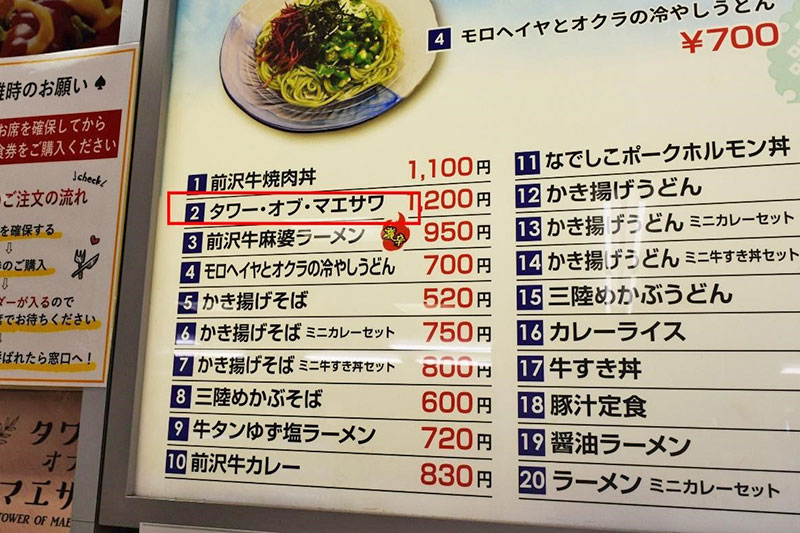 4 モロヘイヤとオクラの冷やしうどん
¥700
時のお願い ♠
お席を確保してから
食券をご購入ください
check!
のご注文の流れ
を確保する
↓
券のご購入
↓
ダーが入るので
席でお待ちください
↓
ばれたら窓口へ!
タワ
オブ
マエサ
TOWER OF MAE
1 前沢牛焼肉丼 1,100円
2 タワー・オブ・マエサワ 1,200円
3 前沢牛麻婆ラーメン 激辛 950円
4 モロヘイヤとオクラの冷やしうどん 700円
5 かき揚げそば 520円
6 かき揚げそば ミニカレーセット 750円
7 かき揚げそば ミニ牛すき丼セット 800円
8 三陸めかぶそば 600円
9 牛タンゆず塩ラーメン 720円
10 前沢牛カレー 830円
11 なでしこポークホルモン丼
12 かき揚げうどん
13 かき揚げうどん ミニカレーセット
14 かき揚げうどん ミニ牛すき丼セット
15 三陸めかぶうどん
16 カレーライス
17 牛すき丼
18 豚汁定食
19 醤油ラーメン
20 ラーメン ミニカレーセット